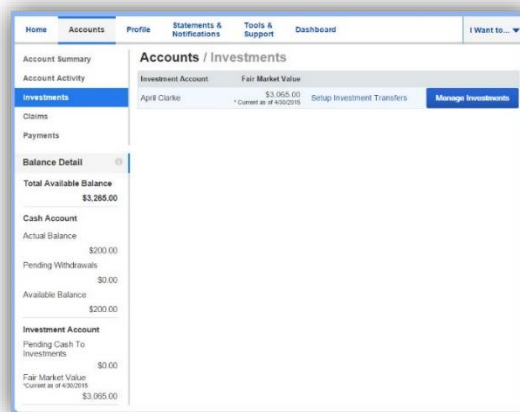 Home Accounts Profile Statements & Notifications Tools & Support Dashboard I Want to... ▼
Account Summary
Account Activity
Investments
Claims
Payments
Balance Detail
Total Available Balance
$3,265.00
Cash Account
Actual Balance
$200.00
Pending Withdrawals
$0.00
Available Balance
$200.00
Investment Account
Pending Cash To
Investments
$0.00
Fair Market Value
*Current as of 4/30/2015
$3,065.00
Accounts / Investments
Investment Account Fair Market Value
April Clarke $3,065.00 Setup Investment Transfers Manage Investments
* Current as of 4/30/2015